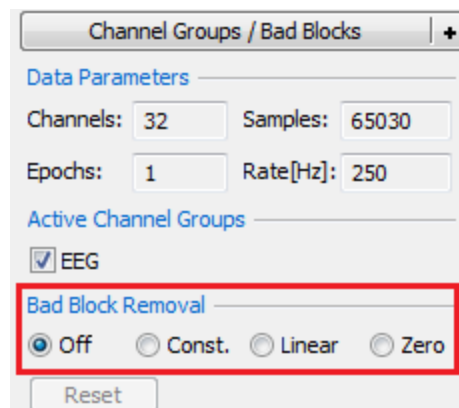 Channel Groups / Bad Blocks +
Data Parameters
Channels: 32 Samples: 65030
Epochs: 1 Rate[Hz]: 250
Active Channel Groups
EEG
Bad Block Removal
Off Const. Linear Zero
Reset